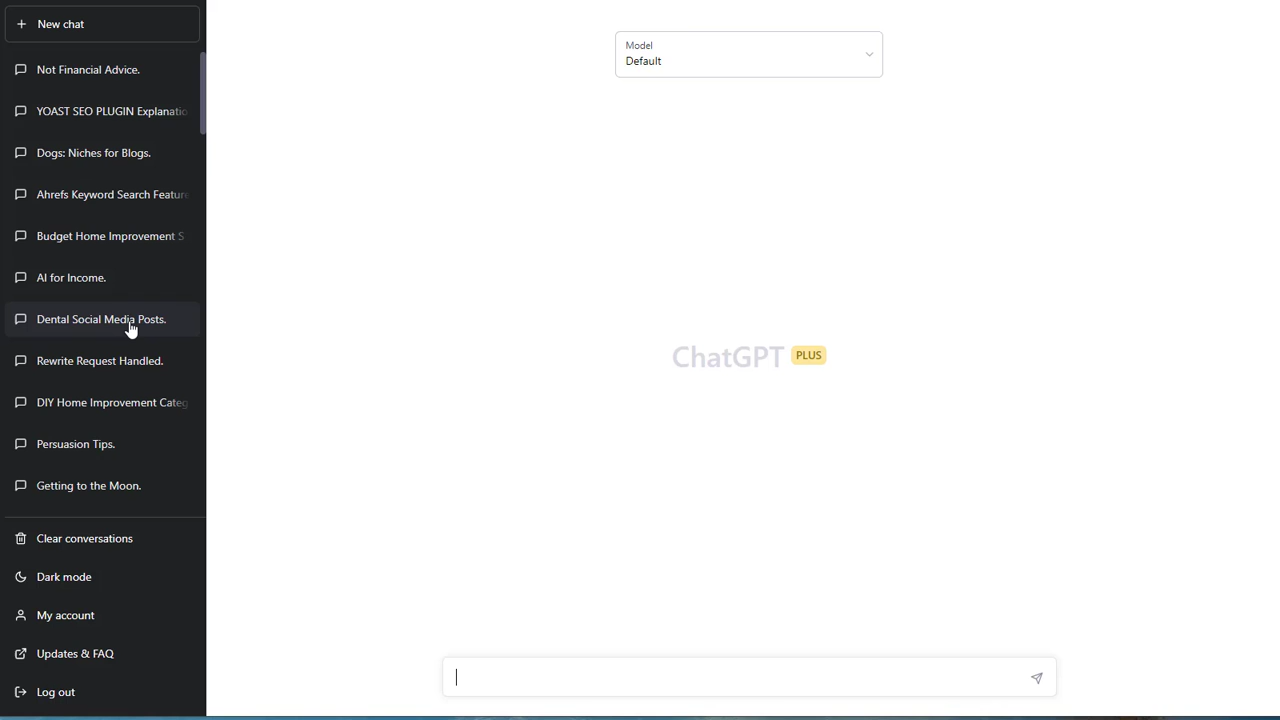 New chat
Not Financial Advice.
YOAST SEO PLUGIN Explanatio
Dogs: Niches for Blogs.
Ahrefs Keyword Search Feature
Budget Home Improvement S
AI for Income.
Dental Social Media Posts.
Rewrite Request Handled.
DIY Home Improvement Categ
Persuasion Tips.
Getting to the Moon.
Clear conversations
Dark mode
My account
Updates & FAQ
Log out
Model
Default
ChatGPT PLUS